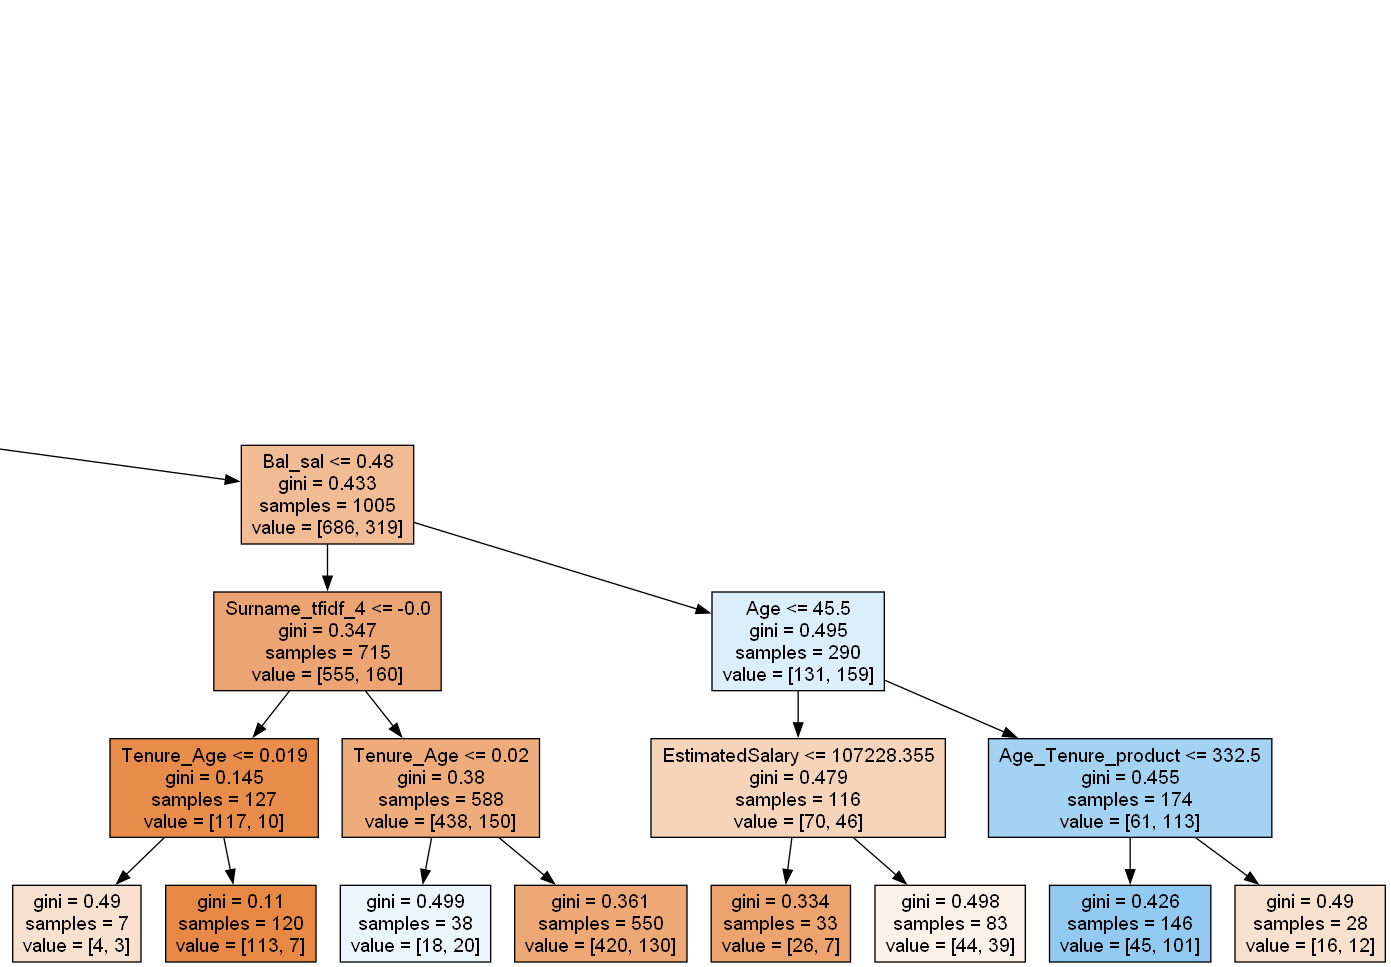 Bal_sal <= 0.48
gini = 0.433
samples = 1005
value = [686, 319]
Surname_tfidf_4 <= -0.0
gini = 0.347
samples = 715
value = [555, 160]
Age <= 45.5
gini = 0.495
samples = 290
value = [131, 159]
Tenure_Age <= 0.019
gini = 0.145
samples = 127
value = [117, 10]
Tenure_Age <= 0.02
gini = 0.38
samples = 588
value = [438, 150]
EstimatedSalary <= 107228.355
gini = 0.479
samples = 116
value = [70, 46]
Age_Tenure_product <= 332.5
gini = 0.455
samples = 174
value = [61, 113]
gini = 0.49
samples = 7
value = [4, 3]
gini = 0.11
samples = 120
value = [113, 7]
gini = 0.499
samples = 38
value = [18, 20]
gini = 0.361
samples = 550
value = [420, 130]
gini = 0.334
samples = 33
value = [26, 7]
gini = 0.498
samples = 83
value = [44, 39]
gini = 0.426
samples = 146
value = [45, 101]
gini = 0.49
samples = 28
value = [16, 12]